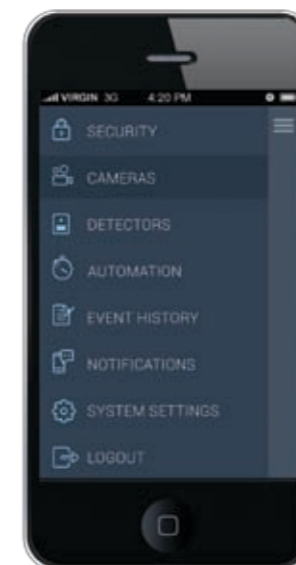 VIRGIN 3G 4:20 PM
SECURITY
CAMERAS
DETECTORS
AUTOMATION
EVENT HISTORY
NOTIFICATIONS
SYSTEM SETTINGS
LOGOUT